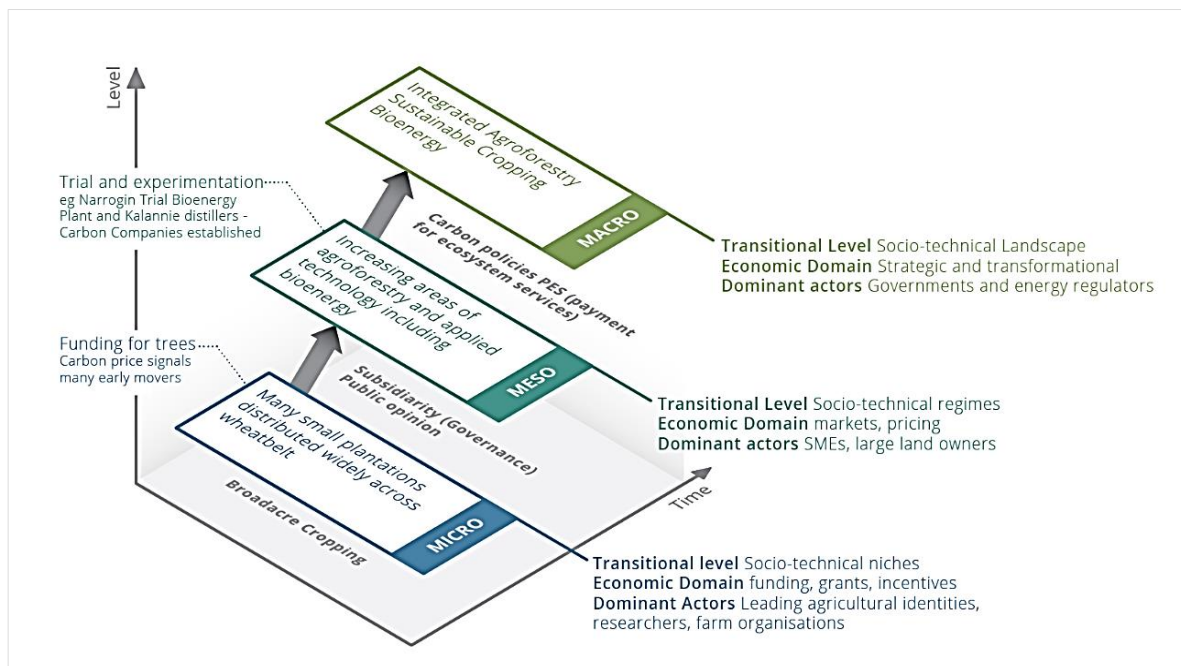 Level
Integrated Agroforestry
Sustainable Cropping
Bioenergy
MACRO
Transitional Level Socio-technical Landscape
Economic Domain Strategic and transformational
Dominant actors Governments and energy regulators
Carbon policies PES (payment
for ecosystem services)
Trial and experimentation
eg Narrogin Trial Bioenergy
Plant and Kalannie distillers -
Carbon Companies established
Increasing areas of
agroforestry and applied
technology including
bioenergy
MESO
Transitional Level Socio-technical regimes
Economic Domain markets, pricing
Dominant actors SMEs, large land owners
Subsidiarity (Governance)
Public opinion
Funding for trees
Carbon price signals
many early movers
Many small plantations
distributed widely across
wheatbelt
MICRO
Transitional level Socio-technical niches
Economic Domain funding, grants, incentives
Dominant Actors Leading agricultural identities,
researchers, farm organisations
Broadacre Cropping
Time